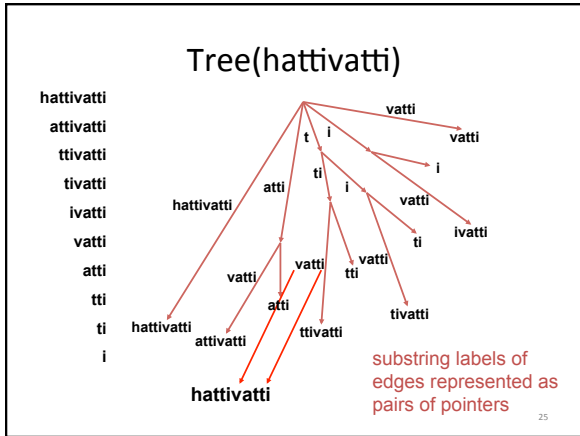 Tree(hattivatti)
hattivatti
attivatti
ttivatti
tivatti
ivatti
vatti
atti
tti
ti
i
vatti
vatti
t
i
i
atti
ti
i
vatti
hattivatti
ivatti
ti
vatti
tti
vatti
vatti
atti
tivatti
hattivatti
attivatti
ttivatti
hattivatti
substring labels of
edges represented as
pairs of pointers
25